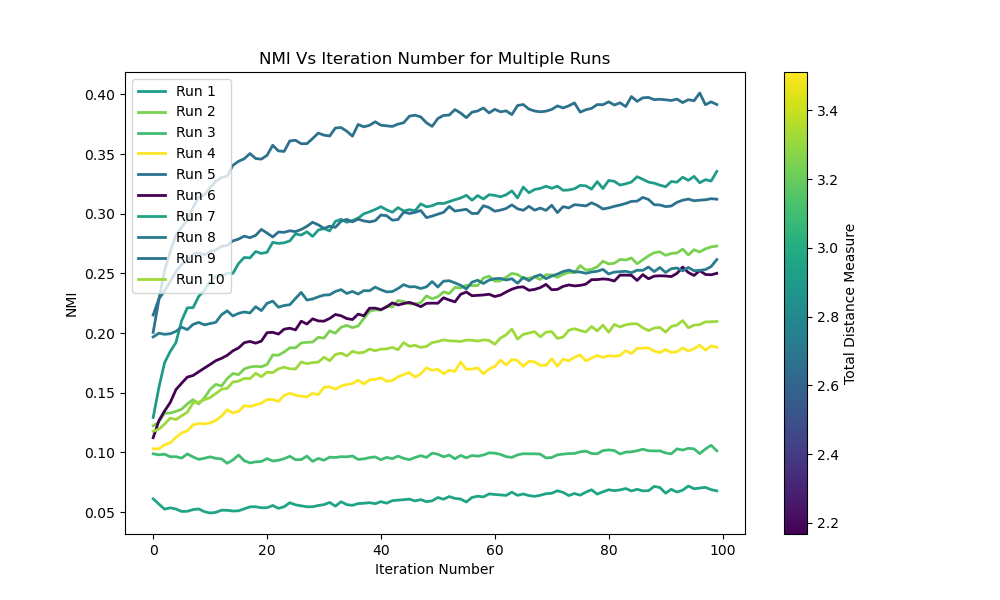 NMI Vs Iteration Number for Multiple Runs
NMI
0.40
0.35
0.30
0.25
0.20
0.15
0.10
0.05
Run 1
Run 2
Run 3
Run 4
Run 5
Run 6
Run 7
Run 8
Run 9
Run 10
0
20
40
60
80
100
Iteration Number
3.4
3.2
3.0
2.8
2.6
2.4
2.2
Total Distance Measure